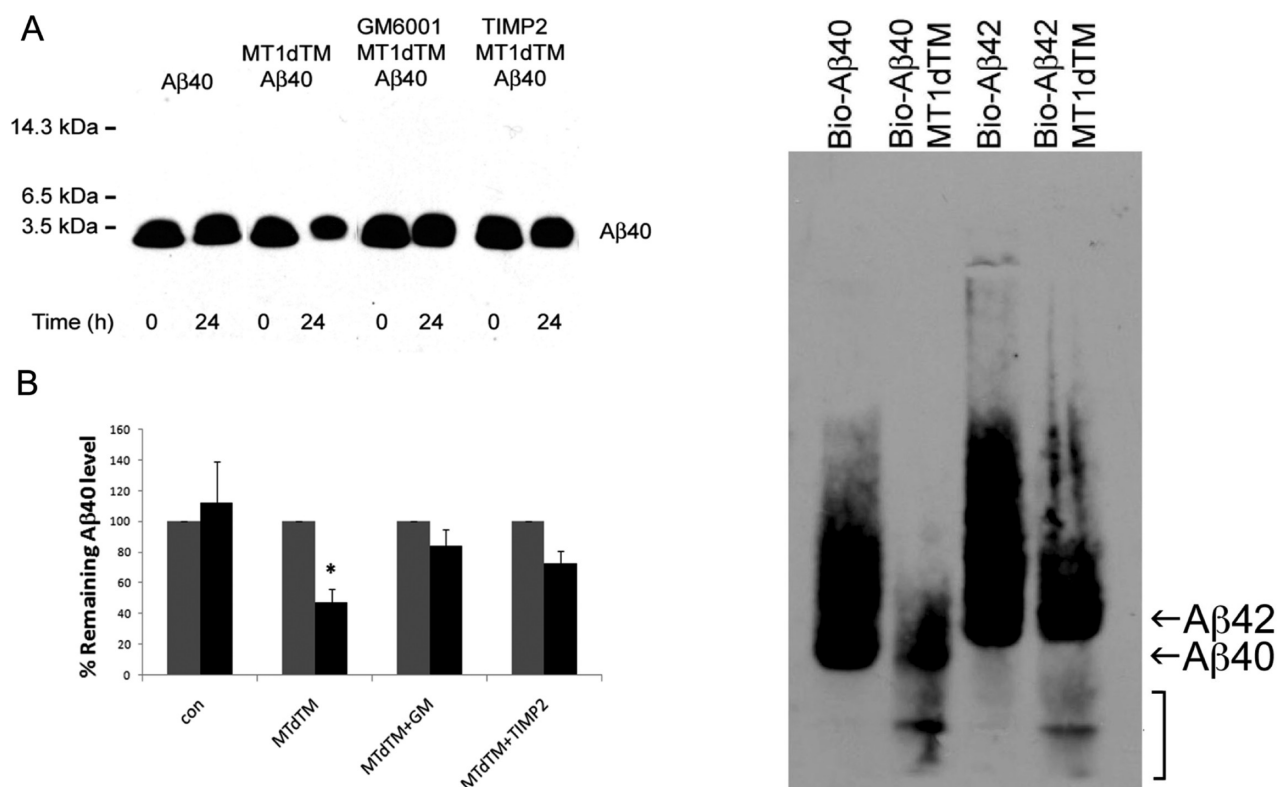 A
Aβ40
MT1dTM
Aβ40
GM6001
MT1dTM
Aβ40
TIMP2
MT1dTM
Aβ40
14.3 kDa –
6.5 kDa –
3.5 kDa –
Aβ40
Time (h) 0 24 0 24 0 24 0 24
B
% Remaining Aβ40 level
160
140
120
100
80
60
40
20
0
*
con
MTdTM
MTdTM+GM
MTdTM+TIMP2
Bio-Aβ40
Bio-Aβ40
MT1dTM
Bio-Aβ42
Bio-Aβ42
MT1dTM
←Aβ42
←Aβ40